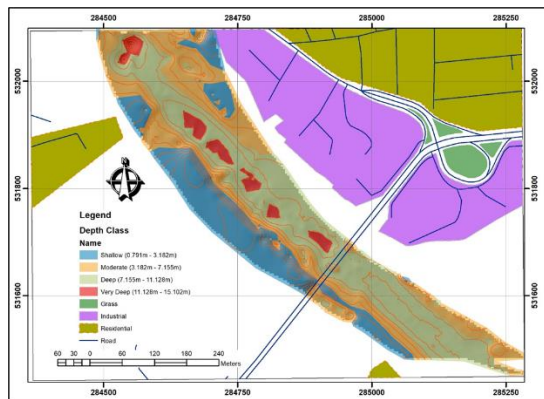 284500 284750 285000 285250
532000 532000
531800 531800
531600 531600
Legend
Depth Class
Name
Shallow (0.791m - 3.182m)
Moderate (3.182m - 7.155m)
Deep (7.155m - 11.128m)
Very Deep (11.128m - 15.102m)
Grass
Industrial
Residential
Road
60 30 0 60 120 180 240
Meters
284500 284750 285000 285250